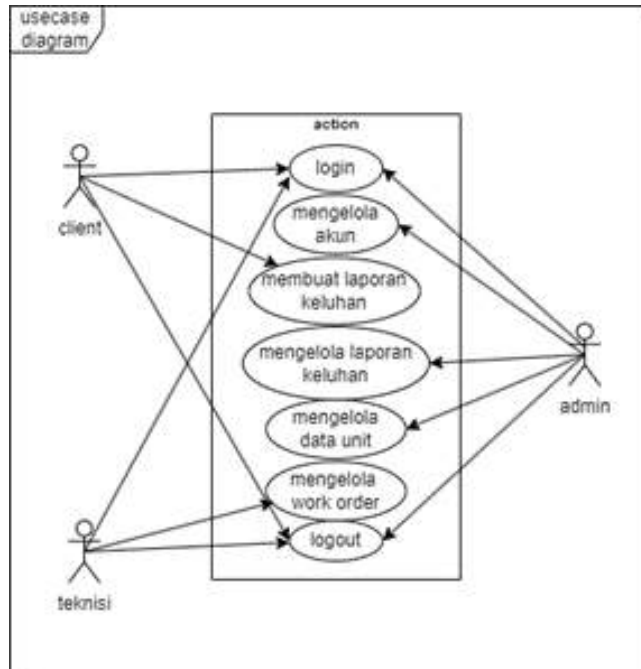 usecase
diagram
action
login
client
mengelola
akun
membuat laporan
keluhan
mengelola laporan
keluhan
admin
mengelola
data unit
mengelola
work order
logout
teknisi